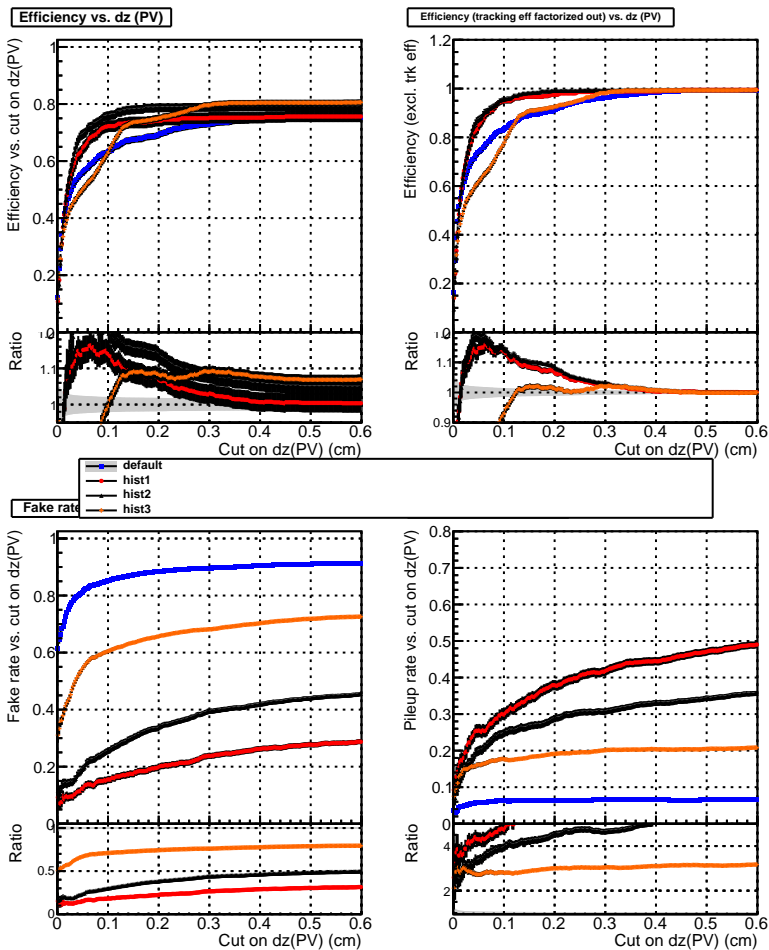 Efficiency vs. dz (PV)
Efficiency (tracking eff factorized out) vs. dz (PV)
Efficiency vs. cut on dz(PV)
1
0.8
0.6
0.4
0.2
Ratio
1.1
1
0 0.1 0.2 0.3 0.4 0.5 0.6
Cut on dz(PV) (cm)
Efficiency (excl. trk eff)
1.2
1
0.8
0.6
0.4
0.2
Ratio
1.1
1
0.9
0 0.1 0.2 0.3 0.4 0.5 0.6
Cut on dz(PV) (cm)
default
hist1
hist2
hist3
Fake rate
Fake rate vs. cut on dz(PV)
1
0.8
0.6
0.4
0.2
0
Ratio
1
0.5
0
0 0.1 0.2 0.3 0.4 0.5 0.6
Cut on dz(PV) (cm)
Pileup rate vs. cut on dz(PV)
0.8
0.7
0.6
0.5
0.4
0.3
0.2
0.1
0
Ratio
4
2
0 0.1 0.2 0.3 0.4 0.5 0.6
Cut on dz(PV) (cm)